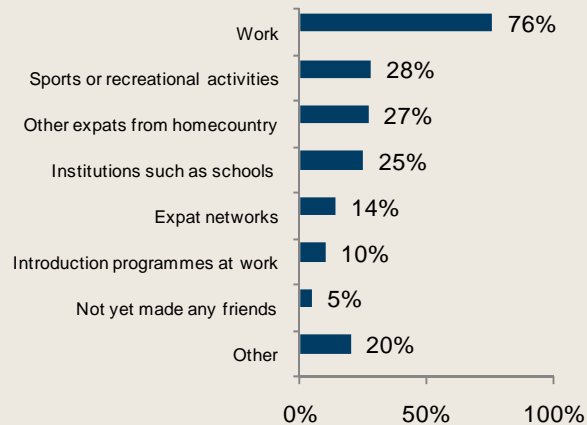 Work 76%
Sports or recreational activities 28%
Other expats from homecountry 27%
Institutions such as schools 25%
Expat networks 14%
Introduction programmes at work 10%
Not yet made any friends 5%
Other 20%
0% 50% 100%